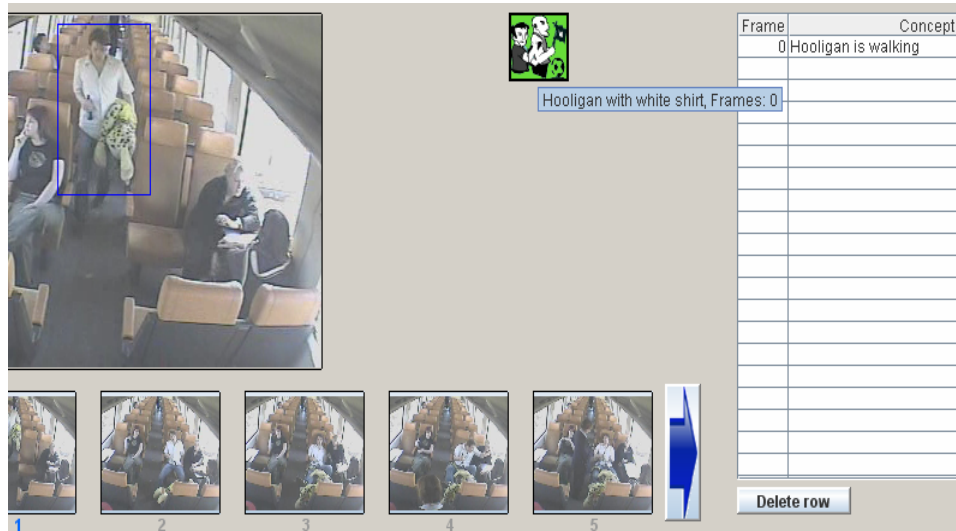 Frame Concept
0 Hooligan is walking
Hooligan with white shirt, Frames: 0
Delete row
1 2 3 4 5